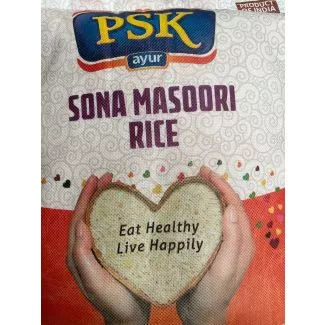 PRODUCT
OF INDIA
PSK
ayur
SONA MASOORI
RICE
Eat Healthy
Live Happily